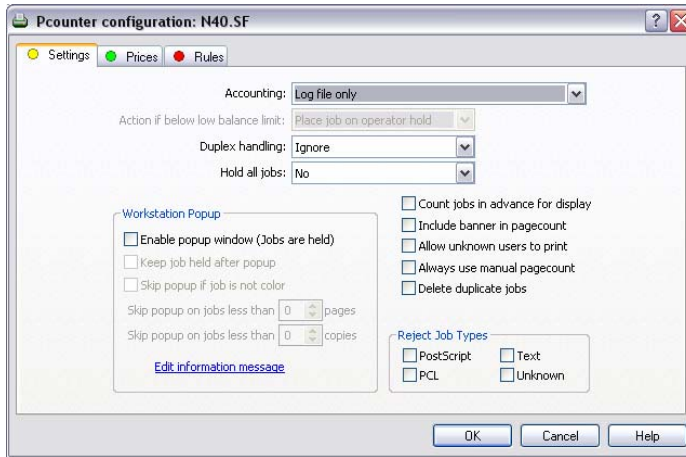 Pcounter configuration: N40.SF
Settings Prices Rules
Accounting: Log file only
Action if below low balance limit: Place job on operator hold
Duplex handling: Ignore
Hold all jobs: No
Count jobs in advance for display
Include banner in pagecount
Allow unknown users to print
Always use manual pagecount
Delete duplicate jobs
Workstation Popup
Enable popup window (Jobs are held)
Keep job held after popup
Skip popup if job is not color
Skip popup on jobs less than 0 pages
Skip popup on jobs less than 0 copies
Edit information message
Reject Job Types
PostScript Text
PCL Unknown
OK Cancel Help